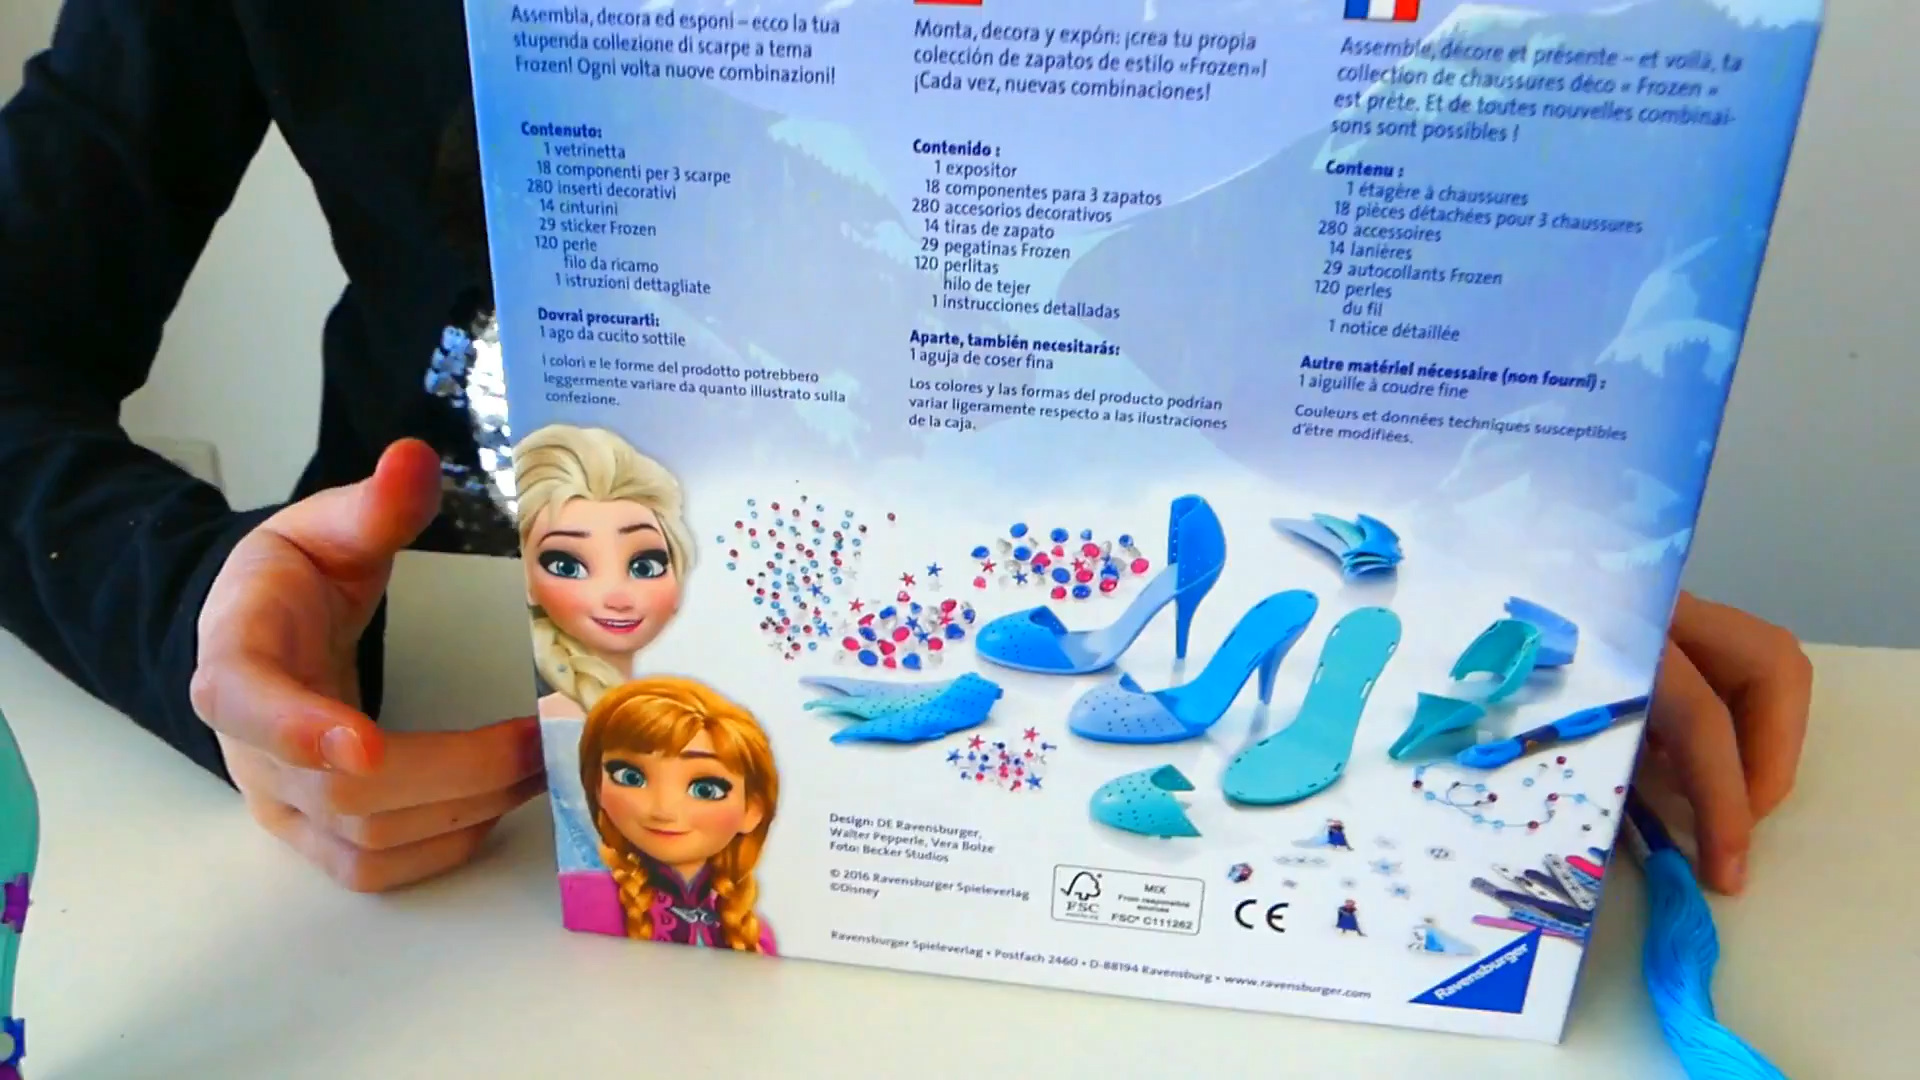 Assembla, decora ed esponi – ecco la tua
stupenda collezione di scarpe a tema
Frozen! Ogni volta nuove combinazioni!
Contenuto:
1 vetrinetta
18 componenti per 3 scarpe
280 inserti decorativi
14 cinturini
29 sticker Frozen
120 perle
filo da ricamo
1 istruzioni dettagliate
Dovrai procurarti:
1 ago da cucito sottile
I colori e le forme del prodotto potrebbero
leggermente variare da quanto illustrato sulla
confezione.
Monta, decora y expón: ¡crea tu propia
colección de zapatos de estilo «Frozen»!
¡Cada vez, nuevas combinaciones!
Contenido :
1 expositor
18 componentes para 3 zapatos
280 accesorios decorativos
14 tiras de zapato
29 pegatinas Frozen
120 perlitas
hilo de tejer
1 instrucciones detalladas
Aparte, también necesitarás:
1 aguja de coser fina
Los colores y las formas del producto podrían
variar ligeramente respecto a las ilustraciones
de la caja.
Assemble, décore et présente – et voilà, ta
collection de chaussures déco « Frozen »
est prête. Et de toutes nouvelles combinai-
sons sont possibles !
Contenu :
1 étagère à chaussures
18 pièces détachées pour 3 chaussures
280 accessoires
14 lanières
29 autocollants Frozen
120 perles
du fil
1 notice détaillée
Autre matériel nécessaire (non fourni) :
1 aiguille à coudre fine
Couleurs et données techniques susceptibles
d'être modifiées.
Design: DE Ravensburger,
Walter Pepperle, Vera Bolze
Foto: Becker Studios
© 2016 Ravensburger Spieleverlag
©Disney
FSC
MIX
From responsible
sources
FSC® C111262
CE
Ravensburger Spieleverlag • Postfach 2460 • D-88194 Ravensburg • www.ravensburger.com
Ravensburger